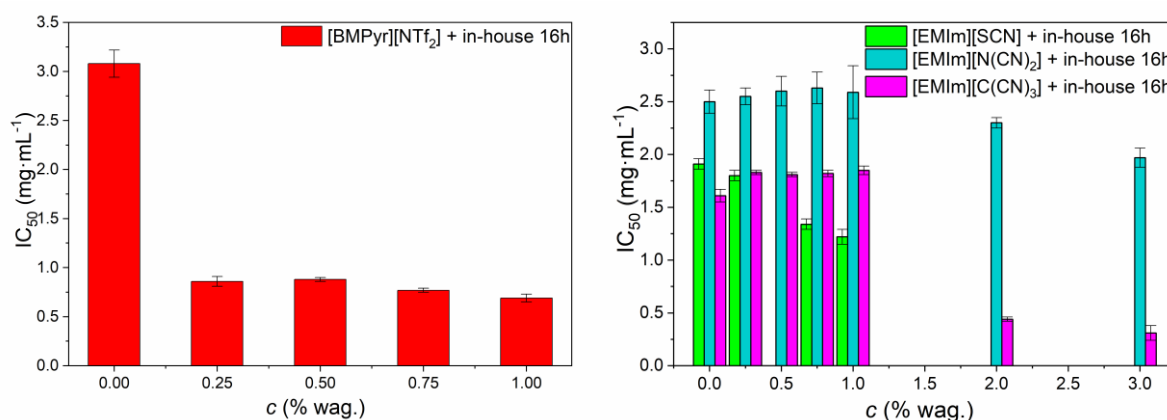 [BMPyr][NTf₂] + in-house 16h
3.5
3.0
2.5
2.0
1.5
1.0
0.5
0.0
IC₅₀ (mg·mL⁻¹)
0.00 0.25 0.50 0.75 1.00
c (% wag.)
[EMIm][SCN] + in-house 16h
[EMIm][N(CN)₂] + in-house 16h
[EMIm][C(CN)₃] + in-house 16h
3.0
2.5
2.0
1.5
1.0
0.5
0.0
IC₅₀ (mg·mL⁻¹)
0.0 0.5 1.0 1.5 2.0 2.5 3.0
c (% wag.)